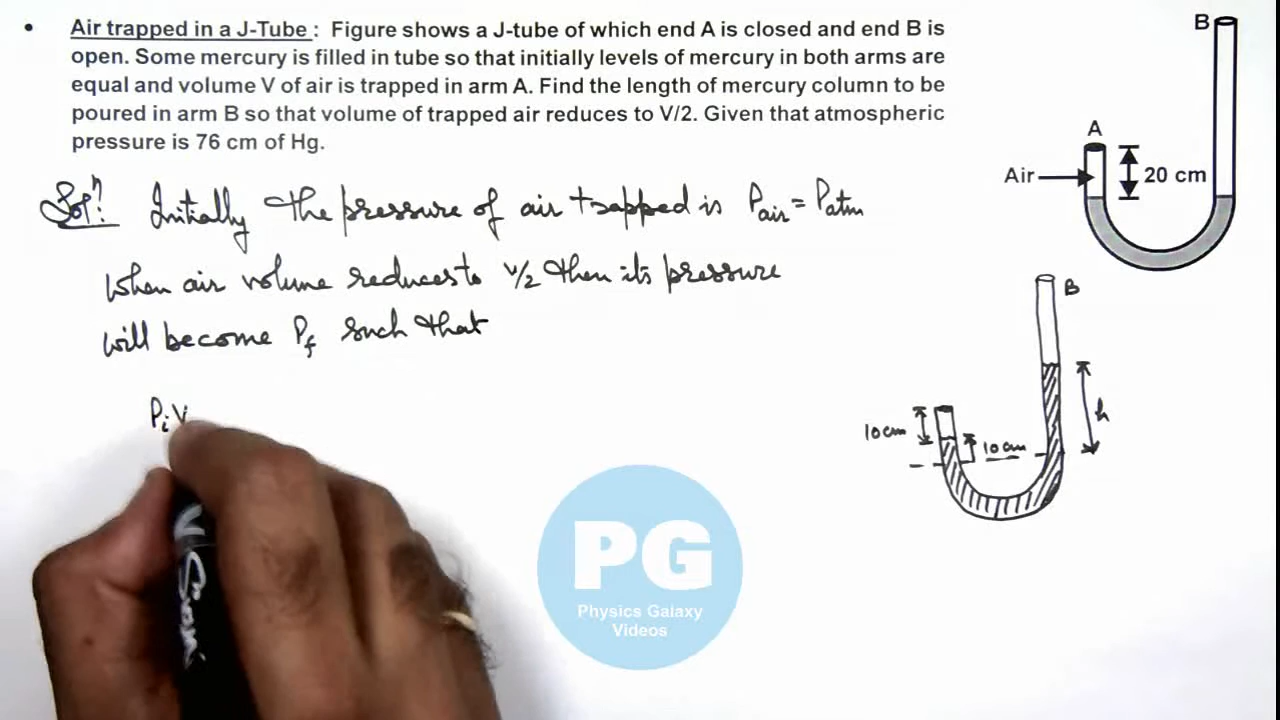 • Air trapped in a J-Tube : Figure shows a J-tube of which end A is closed and end B is
open. Some mercury is filled in tube so that initially levels of mercury in both arms are
equal and volume V of air is trapped in arm A. Find the length of mercury column to be
poured in arm B so that volume of trapped air reduces to V/2. Given that atmospheric
pressure is 76 cm of Hg.
B
A
Air
20 cm
Solⁿ: Initially the pressure of air trapped is Pair = Patm
When air volume reduces to V/2 then its pressure
will become Pf such that
PiV
B
h
10cm
10cm
PG
Physics Galaxy
Videos